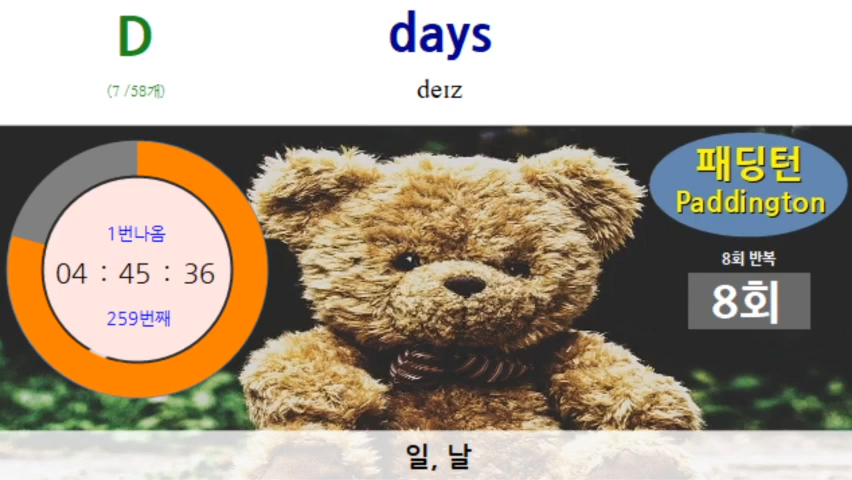 D
(7 /58개)
days
deɪz
1번나옴
04 : 45 : 36
259번째
패딩턴
Paddington
8회 반복
8회
일, 날